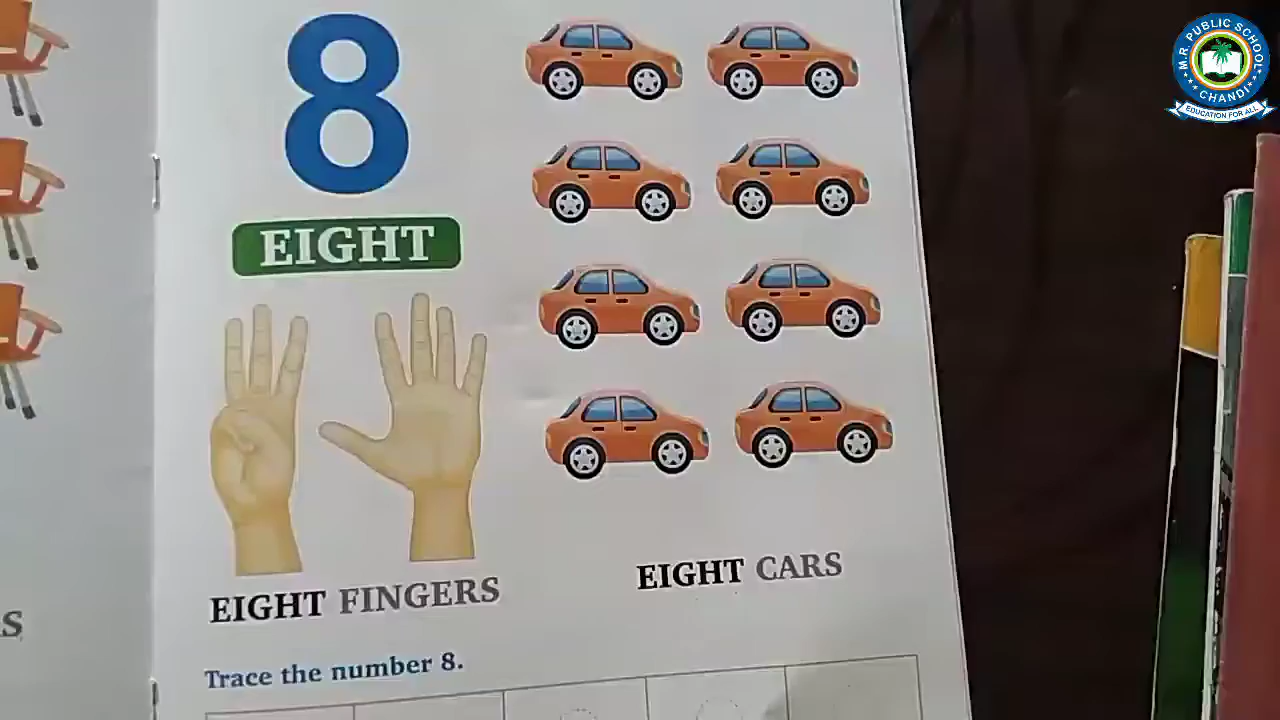 8
EIGHT
EIGHT FINGERS
EIGHT CARS
Trace the number 8.
S
M.R. PUBLIC SCHOOL
CHANDI
EDUCATION FOR ALL